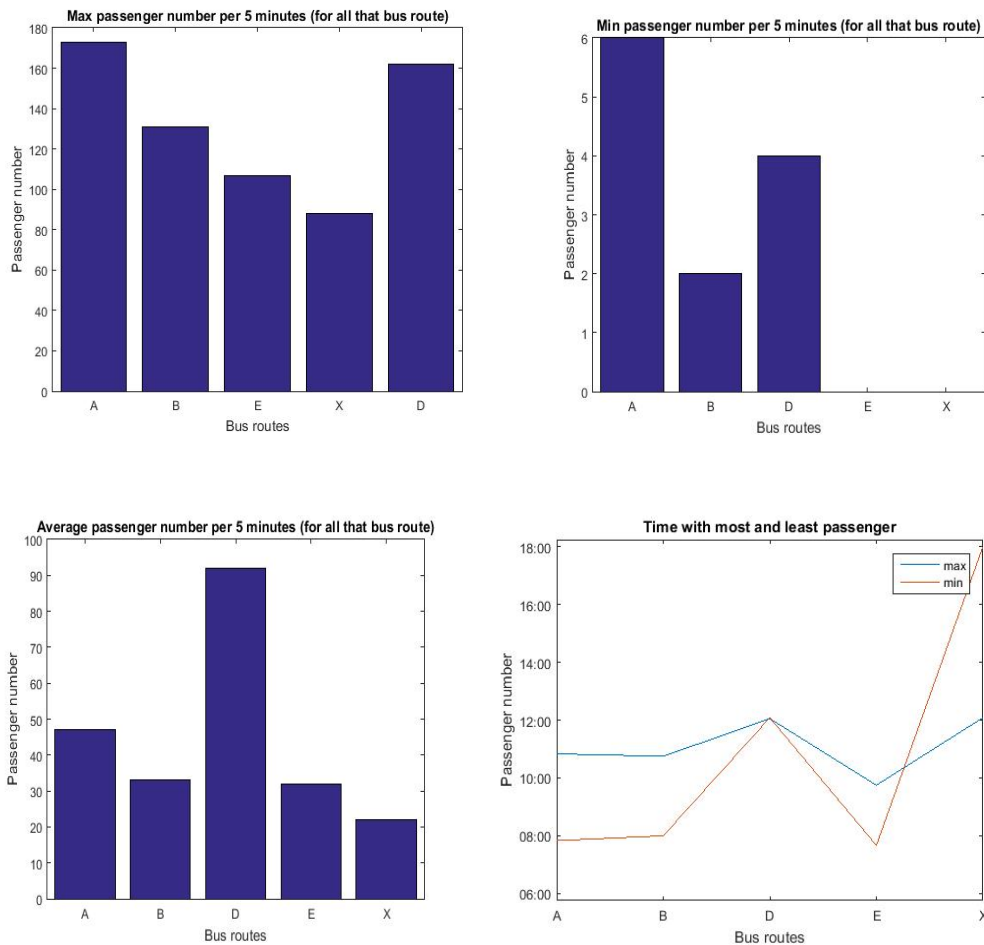 Max passenger number per 5 minutes (for all that bus route)
Passenger number
180
160
140
120
100
80
60
40
20
0
A B E X D
Bus routes
Min passenger number per 5 minutes (for all that bus route)
Passenger number
6
5
4
3
2
1
0
A B D E X
Bus routes
Average passenger number per 5 minutes (for all that bus route)
Passenger number
100
90
80
70
60
50
40
30
20
10
0
A B D E X
Bus routes
Time with most and least passenger
Passenger number
18:00
16:00
14:00
12:00
10:00
08:00
06:00
max
min
A B D E X
Bus routes